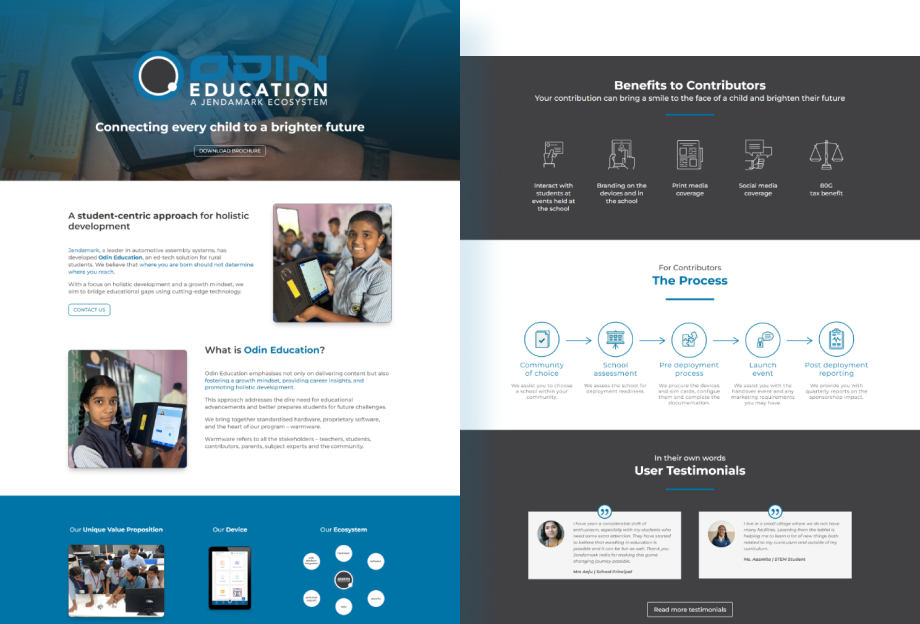 ODIN
EDUCATION
A JENDAMARK ECOSYSTEM
Connecting every child to a brighter future
DOWNLOAD BROCHURE
A student-centric approach for holistic
development
Jendamark, a leader in automotive assembly systems, has
developed Odin Education, an ed-tech solution for rural
students. We believe that where you are born should not determine
where you reach.
With a focus on holistic development and a growth mindset, we
aim to bridge educational gaps using cutting-edge technology.
CONTACT US
What is Odin Education?
Odin Education emphasises not only on delivering content but also
fostering a growth mindset, providing career insights, and
promoting holistic development.
This approach addresses the dire need for educational
advancements and better prepares students for future challenges.
We bring together standardised hardware, proprietary software,
and the heart of our program – warmware.
Warmware refers to all the stakeholders – teachers, students,
contributors, parents, subject experts and the community.
Our Unique Value Proposition
Our Device
Our Ecosystem
Benefits to Contributors
Your contribution can bring a smile to the face of a child and brighten their future
Interact with
students at
events held at
the school
Branding on the
devices and in
the school
Print media
coverage
Social media
coverage
80G
tax benefit
For Contributors
The Process
Community
of choice
We assist you to choose
a school within your
community.
School
assessment
We assess the school for
deployment readiness.
Pre deployment
process
We procure the devices
and sim cards, configure
them and complete the
documentation.
Launch
event
We assist you with the
handover event and any
marketing requirements
you may have.
Post deployment
reporting
We provide you with
quarterly reports on the
sponsorship impact.
In their own words
User Testimonials
I have seen a considerable shift of
enthusiasm, especially with my students who
need some extra attention. They have started
to believe that excelling in education is
possible and it can be fun as well. Thank you
Jendamark India for making this game
changing journey possible.
Mrs Anju | School Principal
I live in a small village where we do not have
many facilities. Learning from the tablet is
helping me to learn a lot of new things both
related to my curriculum and outside of my
curriculum.
Ms. Assmita | STEM Student
Read more testimonials